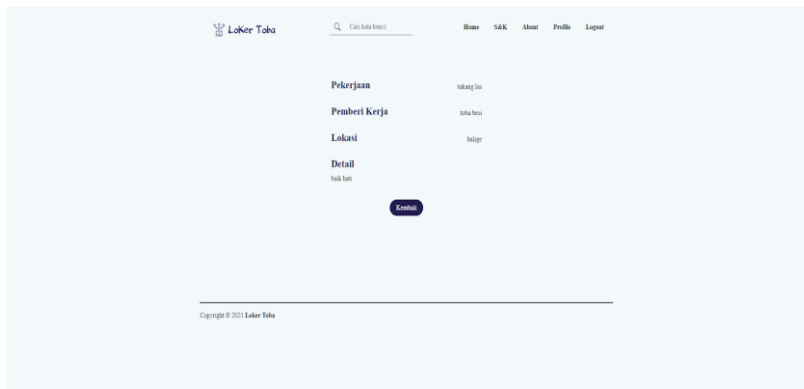 LoKer Toba
Cari kata kunci
Home S&K About Profile Logout
Pekerjaan tukang las
Pemberi Kerja toba besi
Lokasi balige
Detail
baik hati
Kembali
Copyright © 2021 Loker Toba